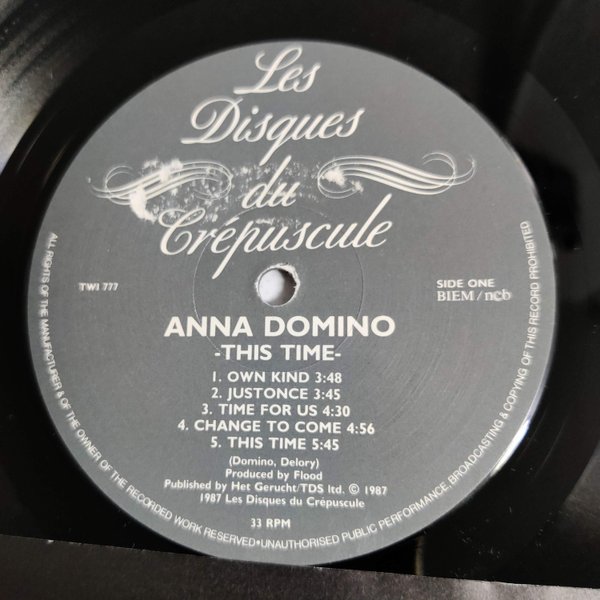 Les
Disques
du
Crépuscule
TWI 777
SIDE ONE
BIEM/ncb
ANNA DOMINO
-THIS TIME-
1. OWN KIND 3:48
2. JUSTONCE 3:45
3. TIME FOR US 4:30
4. CHANGE TO COME 4:56
5. THIS TIME 5:45
(Domino, Delory)
Produced by Flood
Published by Het Gerucht/TDS ltd. © 1987
1987 Les Disques du Crépuscule
33 RPM
ALL RIGHTS OF THE MANUFACTURER & OF THE OWNER OF THE RECORDED WORK RESERVED•UNAUTHORISED PUBLIC PERFORMANCE, BROADCASTING & COPYING OF THIS RECORD PROHIBITED